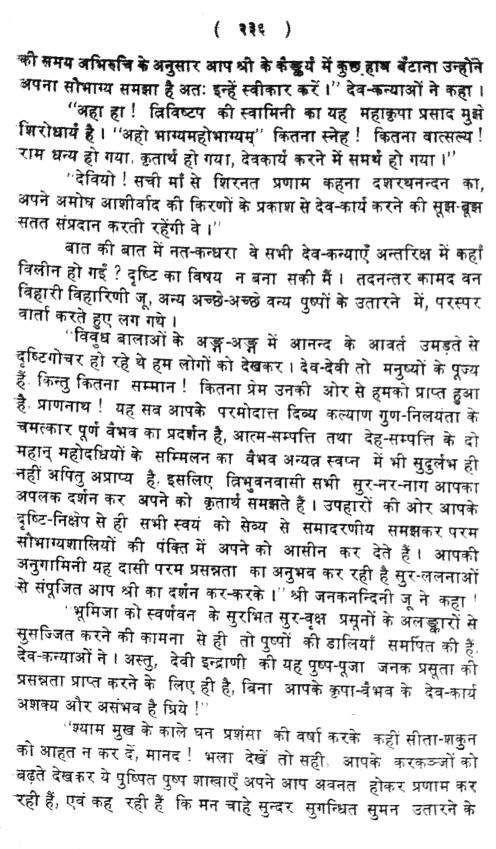 ( २३६ )
की समय अभिरुचि के अनुसार आप श्री के कैङ्कर्य में कुछ हाथ बँटाना उन्होंने
अपना सौभाग्य समझा है अतः इन्हें स्वीकार करें।" देव-कन्याओं ने कहा।
"अहा हा ! त्रिविष्टप की स्वामिनी का यह महाकृपा प्रसाद मुझे
शिरोधार्य है। "अहो भाग्यमहोभाग्यम्" कितना स्नेह ! कितना वात्सल्य !
राम धन्य हो गया, कृतार्थ हो गया, देवकार्य करने में समर्थ हो गया।"
"देवियो ! सची माँ से शिरनत प्रणाम कहना दशरथनन्दन का,
अपने अमोघ आशीर्वाद की किरणों के प्रकाश से देव-कार्य करने की सूझ-बूझ
सतत संप्रदान करती रहेंगी वे।"
बात की बात में नत-कन्धरा वे सभी देव-कन्याएँ अन्तरिक्ष में कहाँ
विलीन हो गईं ? दृष्टि का विषय न बना सकी मैं। तदनन्तर कामद वन
विहारी विहारिणी जू, अन्य अच्छे-अच्छे वन्य पुष्पों के उतारने में, परस्पर
वार्ता करते हुए लग गये।
"विवुध बालाओं के अङ्ग-अङ्ग में आनन्द के आवर्त उमड़ते से
दृष्टिगोचर हो रहे थे हम लोगों को देखकर। देव-देवी तो मनुष्यों के पूज्य
हैं, किन्तु कितना सम्मान ! कितना प्रेम उनकी ओर से हमको प्राप्त हुआ
है, प्राणनाथ ! यह सब आपके परमोदात्त दिव्य कल्याण गुण-निलयता के
चमत्कार पूर्ण वैभव का प्रदर्शन है, आत्म-सम्पत्ति तथा देह-सम्पत्ति के दो
महान् महोदधियों के सम्मिलन का वैभव अन्यत्र स्वप्न में भी सुदुर्लभ ही
नहीं अपितु अप्राप्य है, इसलिए त्रिभुवनवासी सभी सुर-नर-नाग आपका
अपलक दर्शन कर अपने को कृतार्थ समझते हैं। उपहारों की ओर आपके
दृष्टि-निक्षेप से ही सभी स्वयं को सेव्य से समादरणीय समझकर परम
सौभाग्यशालियों की पंक्ति में अपने को आसीन कर देते हैं। आपकी
अनुगामिनी यह दासी परम प्रसन्नता का अनुभव कर रही है सुर-ललनाओं
से संपूजित आप श्री का दर्शन कर-करके।" श्री जनकनन्दिनी जू ने कहा !
"भूमिजा को स्वर्णवन के सुरभित सुर-वृक्ष प्रसूनों के अलङ्कारों से
सुसज्जित करने की कामना से ही तो पुष्पों की डालियाँ समर्पित की हैं,
देव-कन्याओं ने। अस्तु, देवी इन्द्राणी की यह पुष्प-पूजा जनक प्रसूता की
प्रसन्नता प्राप्त करने के लिए ही है, बिना आपके कृपा-वैभव के देव-कार्य
अशक्य और असंभव है प्रिये !"
"श्याम मुख के काले घन प्रशंसा की वर्षा करके कहीं सीता-शकुन
को आहत न कर दें, मानद ! भला देखें तो सही, आपके करकञ्जों को
बढ़ते देखकर ये पुष्पित पुष्प शाखाएँ अपने आप अवनत होकर प्रणाम कर
रही हैं, एवं कह रही हैं कि मन चाहे सुन्दर सुगन्धित सुमन उतारने के